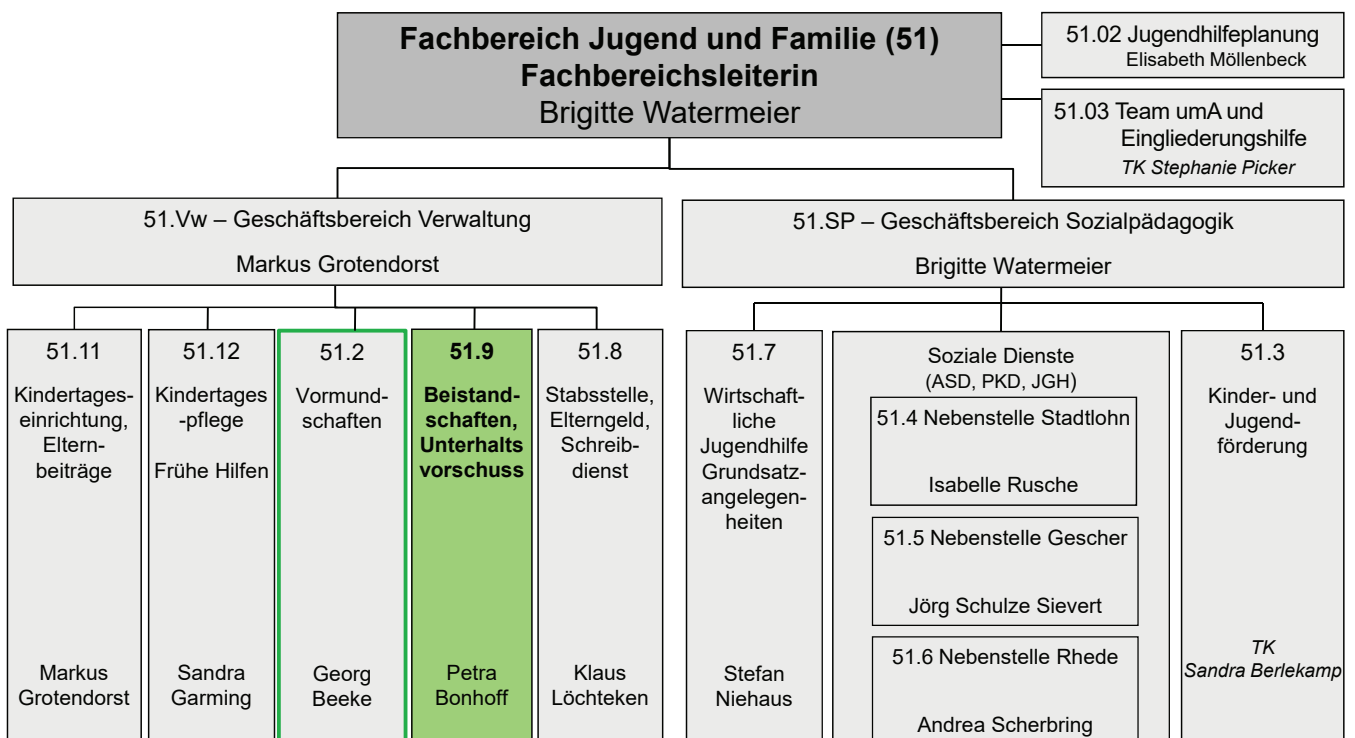 Fachbereich Jugend und Familie (51)
Fachbereichsleiterin
Brigitte Watermeier
51.02 Jugendhilfeplanung
Elisabeth Möllenbeck
51.03 Team umA und
Eingliederungshilfe
TK Stephanie Picker
51.Vw – Geschäftsbereich Verwaltung
Markus Grotendorst
51.SP – Geschäftsbereich Sozialpädagogik
Brigitte Watermeier
51.11
Kindertages-
einrichtung,
Eltern-
beiträge
Markus
Grotendorst
51.12
Kindertages
-pflege
Frühe Hilfen
Sandra
Garming
51.2
Vormund-
schaften
Georg
Beeke
51.9
Beistand-
schaften,
Unterhalts
vorschuss
Petra
Bonhoff
51.8
Stabsstelle,
Elterngeld,
Schreib-
dienst
Klaus
Löchteken
51.7
Wirtschaft-
liche
Jugendhilfe
Grundsatz-
angelegen-
heiten
Stefan
Niehaus
Soziale Dienste
(ASD, PKD, JGH)
51.4 Nebenstelle Stadtlohn
Isabelle Rusche
51.5 Nebenstelle Gescher
Jörg Schulze Sievert
51.6 Nebenstelle Rhede
Andrea Scherbring
51.3
Kinder- und
Jugend-
förderung
TK
Sandra Berlekamp